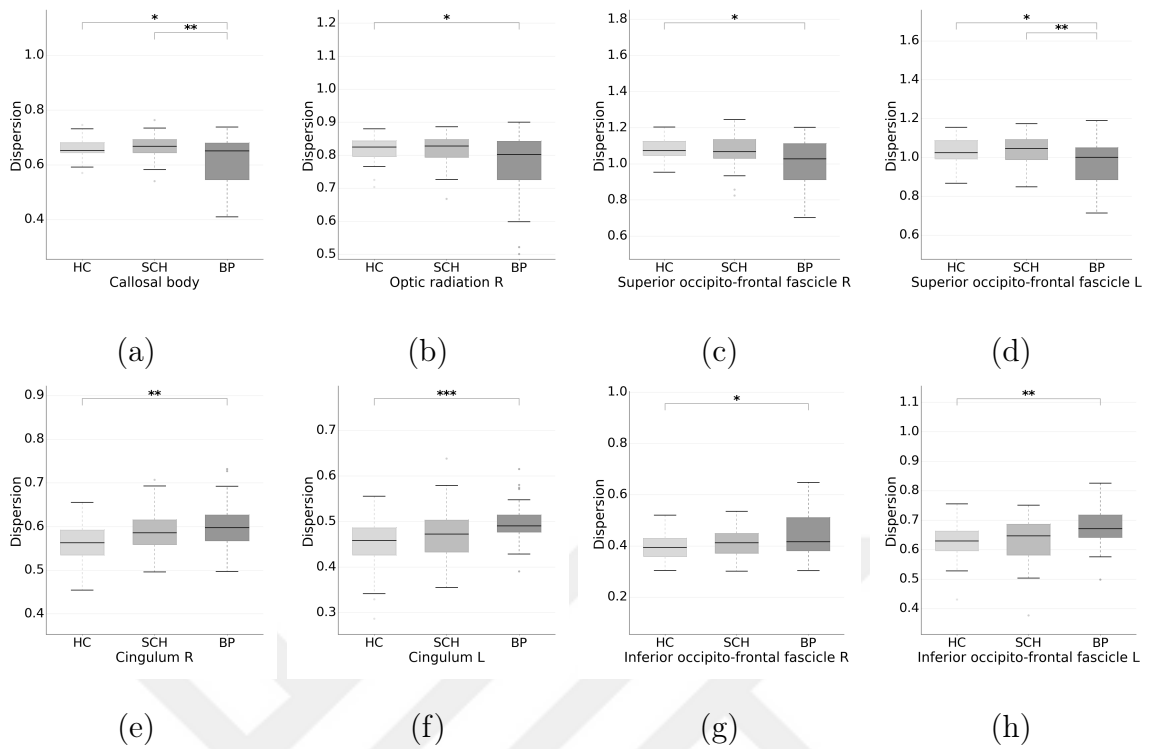 *
**
1.0
0.8
0.6
0.4
Dispersion
HC SCH BP
Callosal body
(a)
*
1.2
1.1
1.0
0.9
0.8
0.7
0.6
0.5
Dispersion
HC SCH BP
Optic radiation R
(b)
*
1.8
1.6
1.4
1.2
1.0
0.8
0.6
Dispersion
HC SCH BP
Superior occipito-frontal fascicle R
(c)
*
**
1.6
1.4
1.2
1.0
0.8
0.6
Dispersion
HC SCH BP
Superior occipito-frontal fascicle L
(d)
**
0.9
0.8
0.7
0.6
0.5
0.4
Dispersion
HC SCH BP
Cingulum R
(e)
***
0.7
0.6
0.5
0.4
0.3
Dispersion
HC SCH BP
Cingulum L
(f)
*
1.0
0.8
0.6
0.4
0.2
Dispersion
HC SCH BP
Inferior occipito-frontal fascicle R
(g)
**
1.1
1.0
0.9
0.8
0.7
0.6
0.5
0.4
Dispersion
HC SCH BP
Inferior occipito-frontal fascicle L
(h)